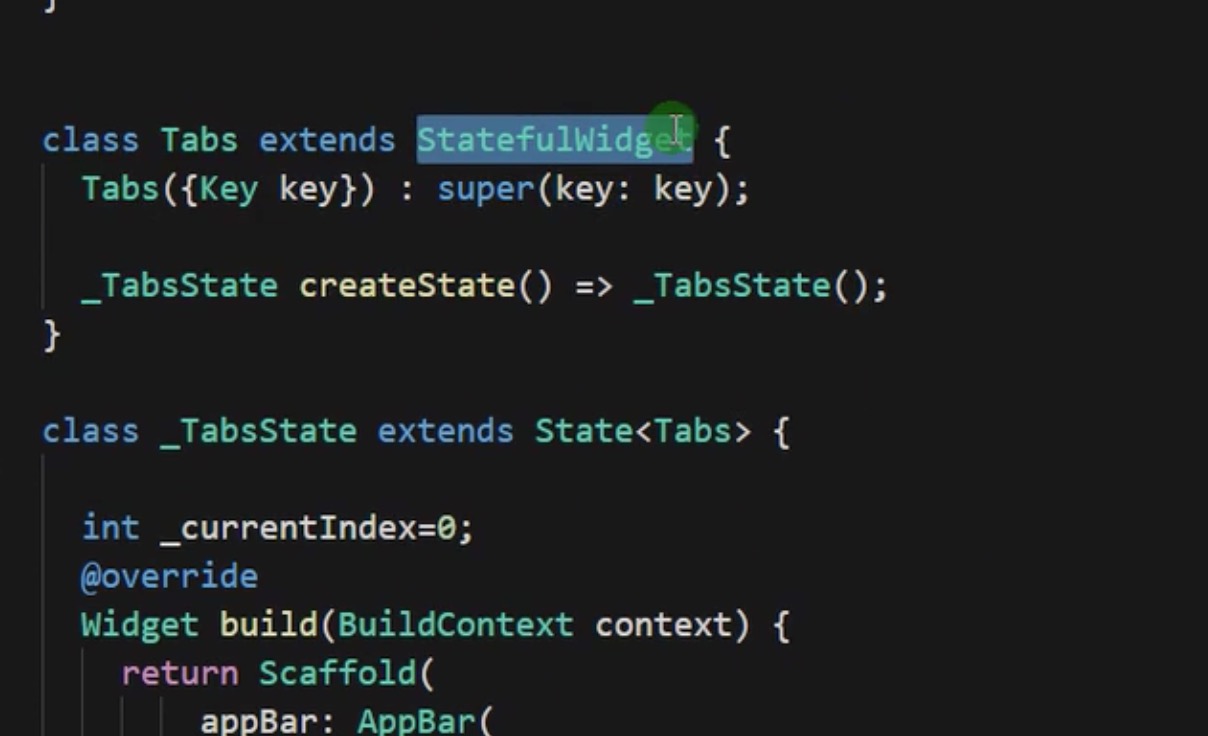 }
class Tabs extends StatefulWidget {
Tabs({Key key}) : super(key: key);
_TabsState createState() => _TabsState();
}
class _TabsState extends State<Tabs> {
int _currentIndex=0;
@override
Widget build(BuildContext context) {
return Scaffold(
appBar: AppBar(